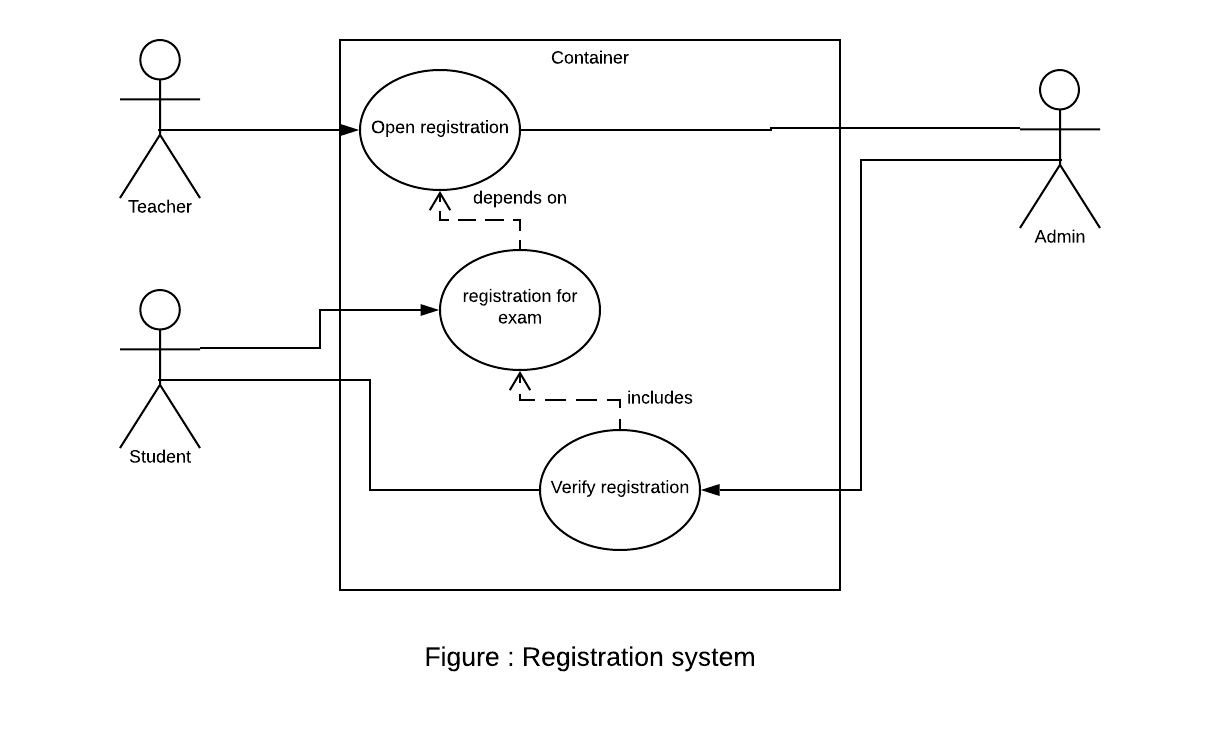 Container
Open registration
depends on
Teacher
Admin
registration for
exam
includes
Student
Verify registration
Figure : Registration system